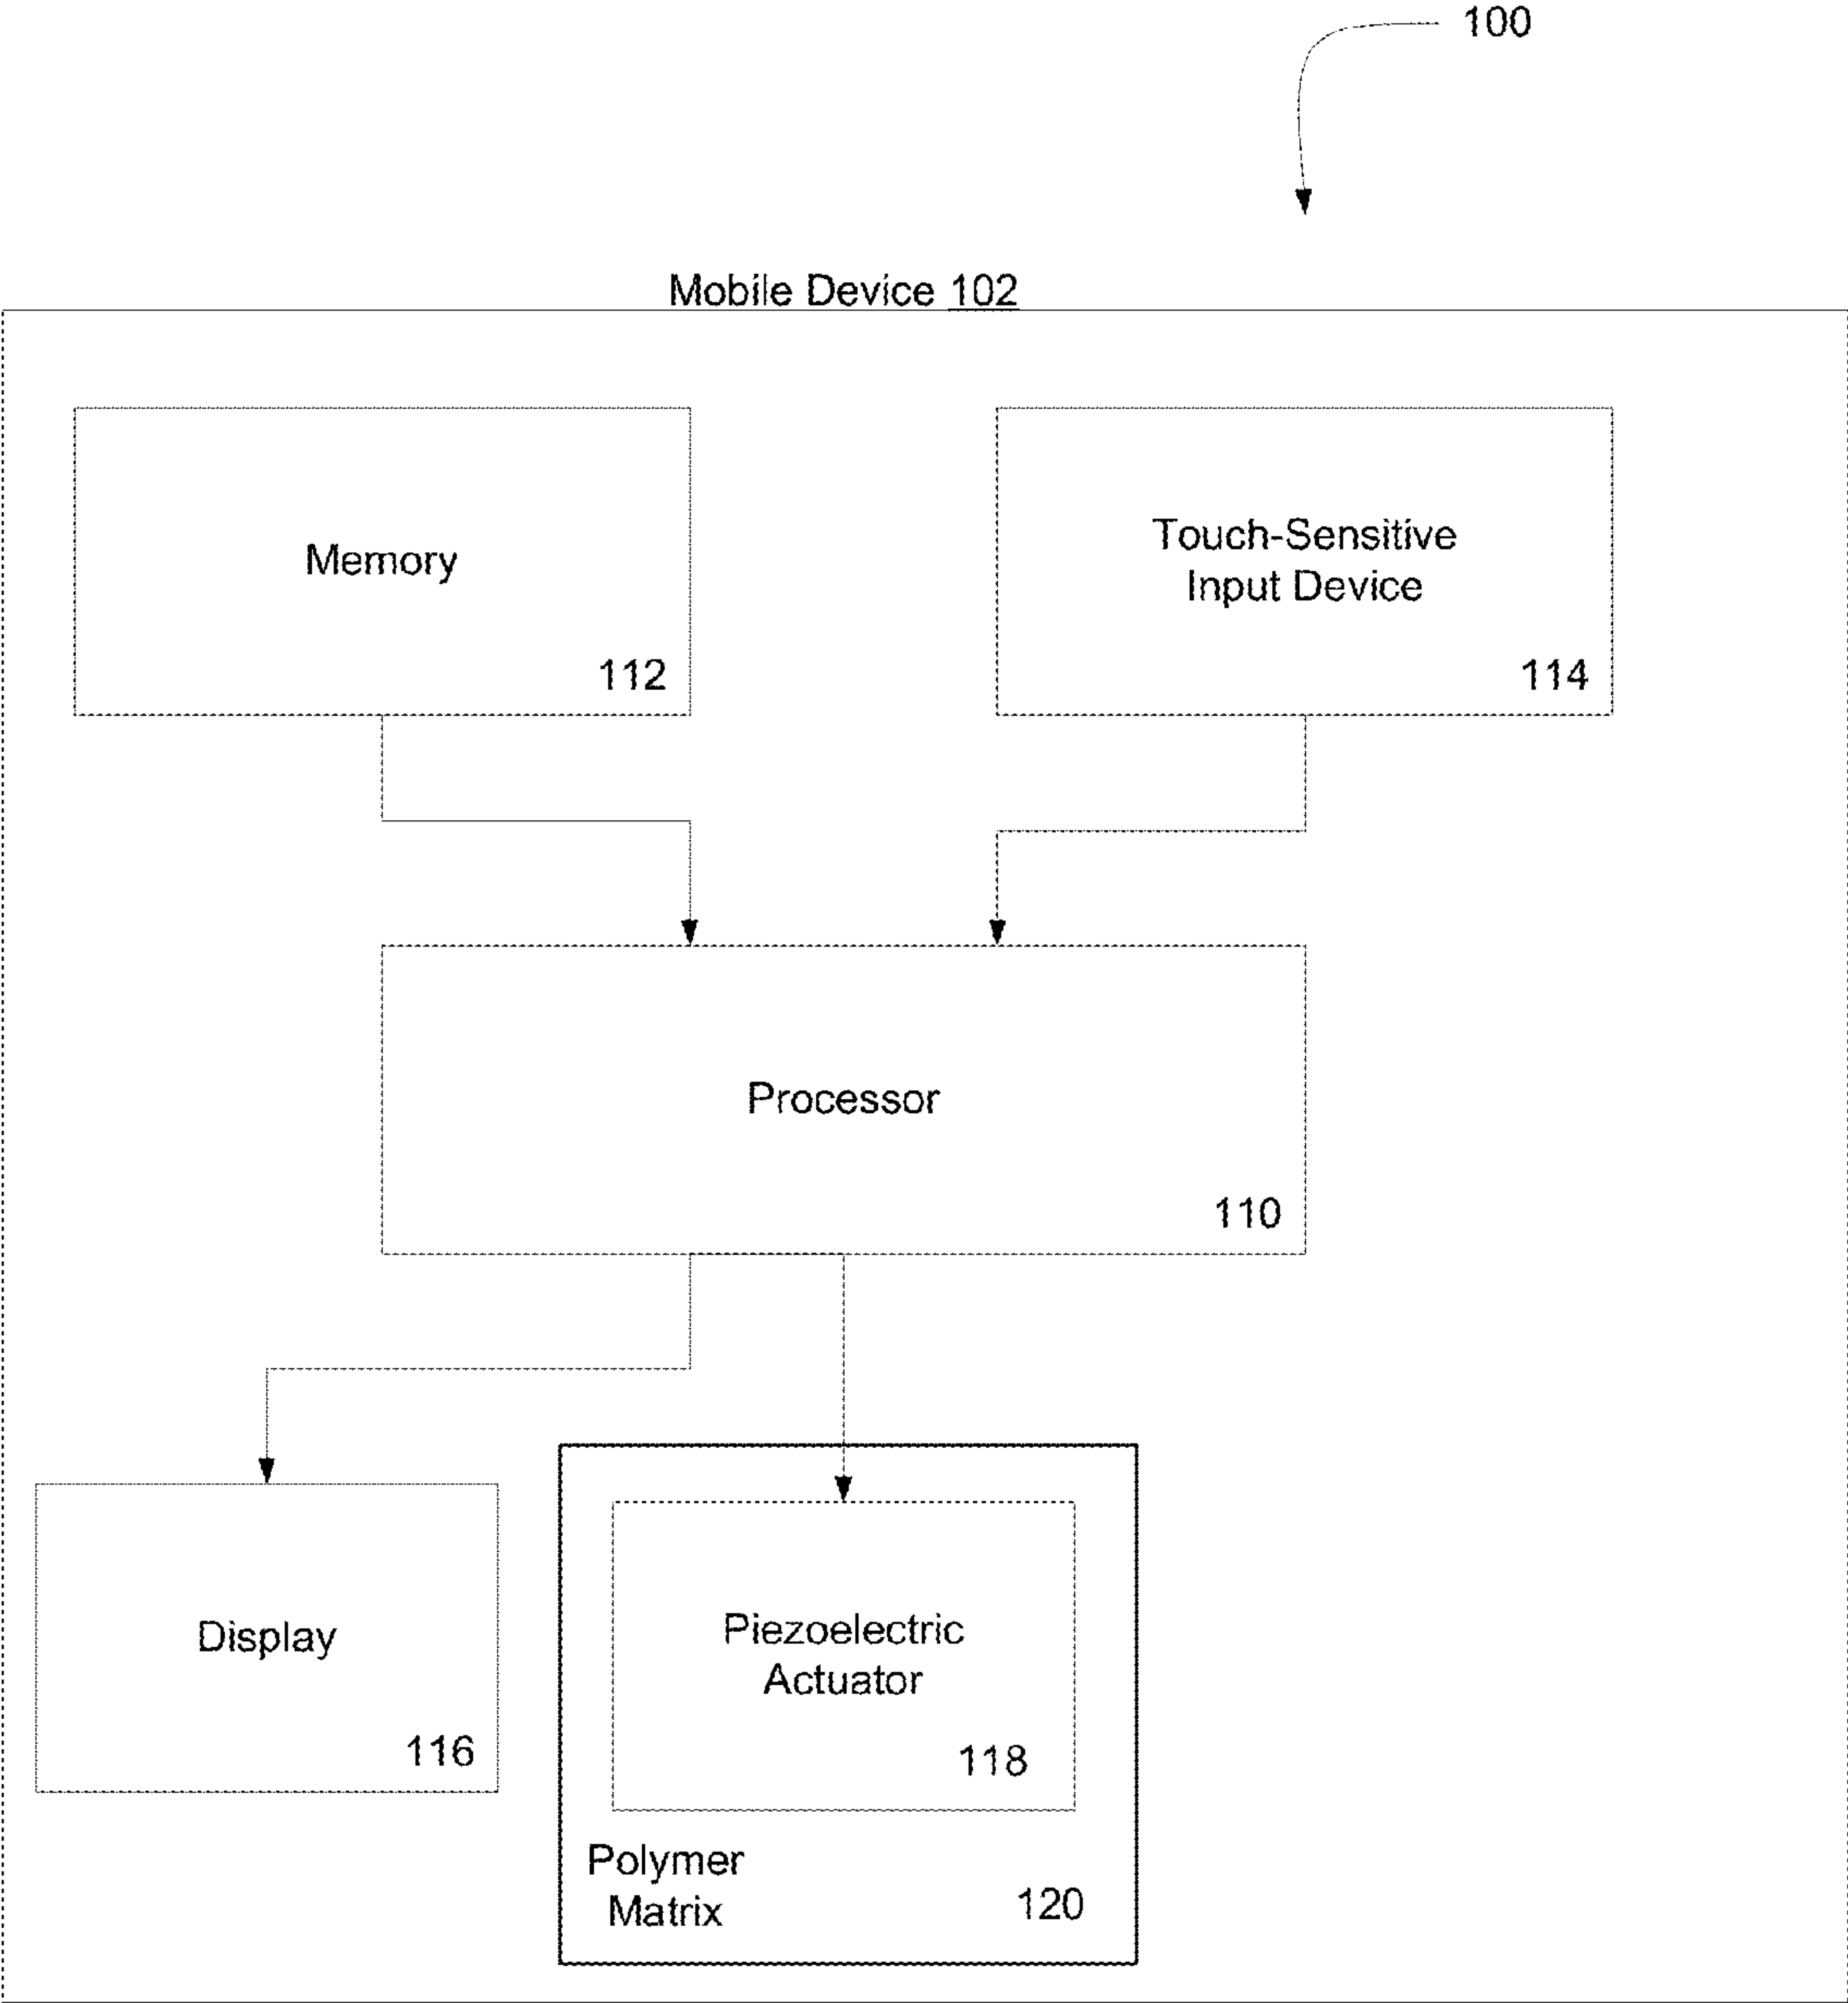 100
Mobile Device 102
Memory
112
Touch-Sensitive
Input Device
114
Processor
110
Display
116
Piezoelectric
Actuator
118
Polymer
Matrix
120